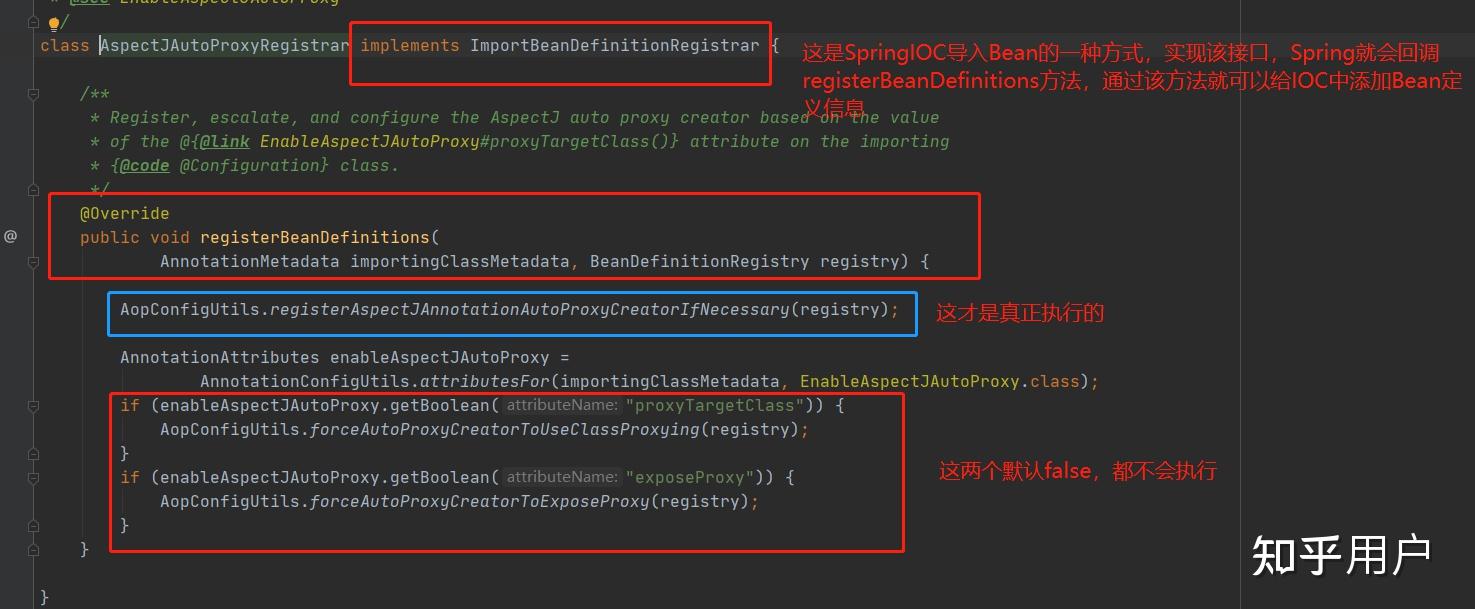 * @see EnableAspectJAutoProxy
*/
class AspectJAutoProxyRegistrar implements ImportBeanDefinitionRegistrar {
这是SpringIOC导入Bean的一种方式，实现该接口，Spring就会回调
registerBeanDefinitions方法，通过该方法就可以给IOC中添加Bean定
义信息
/**
* Register, escalate, and configure the AspectJ auto proxy creator based on the value
* of the @{@link EnableAspectJAutoProxy#proxyTargetClass()} attribute on the importing
* {@code @Configuration} class.
*/
@Override
@ public void registerBeanDefinitions(
AnnotationMetadata importingClassMetadata, BeanDefinitionRegistry registry) {
AopConfigUtils.registerAspectJAnnotationAutoProxyCreatorIfNecessary(registry); 这才是真正执行的
AnnotationAttributes enableAspectJAutoProxy =
AnnotationConfigUtils.attributesFor(importingClassMetadata, EnableAspectJAutoProxy.class);
if (enableAspectJAutoProxy.getBoolean( attributeName: "proxyTargetClass")) {
AopConfigUtils.forceAutoProxyCreatorToUseClassProxying(registry);
}
if (enableAspectJAutoProxy.getBoolean( attributeName: "exposeProxy")) { 这两个默认false，都不会执行
AopConfigUtils.forceAutoProxyCreatorToExposeProxy(registry);
}
}
}
知乎用户